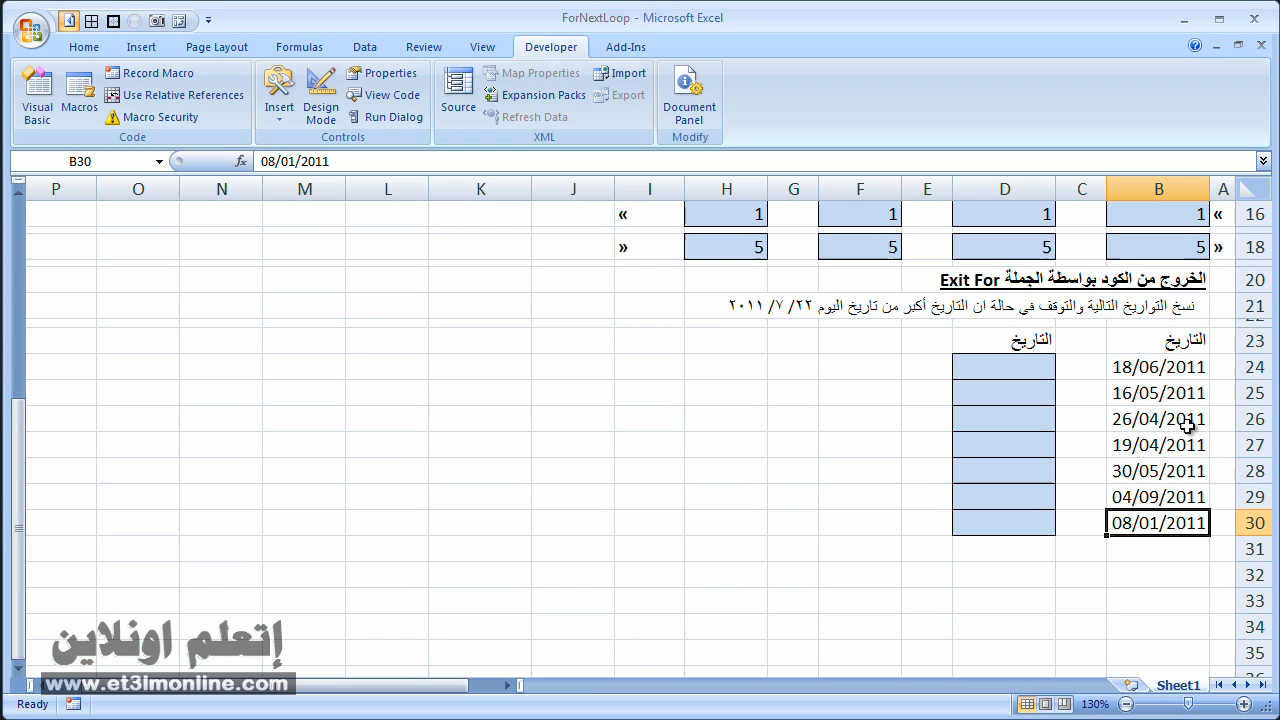 ForNextLoop - Microsoft Excel
Home Insert Page Layout Formulas Data Review View Developer Add-Ins
Visual Basic
Macros
Record Macro
Use Relative References
Macro Security
Code
Insert
Design Mode
Properties
View Code
Run Dialog
Controls
Source
Map Properties
Expansion Packs
Refresh Data
Import
Export
XML
Document Panel
Modify
B30 fx 08/01/2011
P O N M L K J I H G F E D C B A
« 1 1 1 1 « 16
» 5 5 5 5 » 18
الخروج من الكود بواسطة الجملة Exit For 20
نسخ التواريخ التالية والتوقف في حالة ان التاريخ أكبر من تاريخ اليوم ٢٢/ ٧/ ٢٠١١ 21
التاريخ التاريخ 23
18/06/2011 24
16/05/2011 25
26/04/2011 26
19/04/2011 27
30/05/2011 28
04/09/2011 29
08/01/2011 30
31
32
33
34
35
إتعلم اونلاين
www.et3lmonline.com
Sheet1
Ready 130%